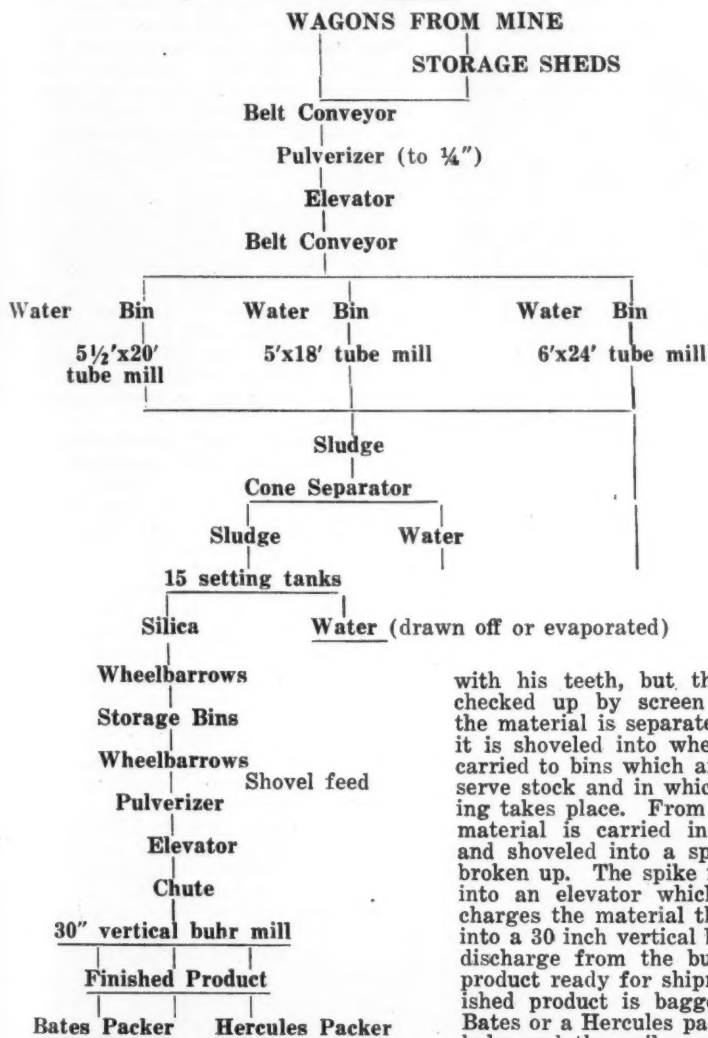 WAGONS FROM MINE
STORAGE SHEDS
Belt Conveyor
Pulverizer (to ¼")
Elevator
Belt Conveyor
Water Bin Water Bin Water Bin
5½'x20' 5'x18' tube mill 6'x24' tube mill
tube mill
Sludge
Cone Separator
Sludge Water
15 setting tanks
Silica Water (drawn off or evaporated)
Wheelbarrows
Storage Bins
Wheelbarrows
Shovel feed
Pulverizer
Elevator
Chute
30" vertical buhr mill
Finished Product
Bates Packer Hercules Packer
with his teeth, but th
checked up by screen
the material is separate
it is shoveled into whe
carried to bins which a
serve stock and in whic
ing takes place. From
material is carried in
and shoveled into a sp
broken up. The spike
into an elevator whic
charges the material th
into a 30 inch vertical
discharge from the bu
product ready for ship
ished product is bagge
Bates or a Hercules pa